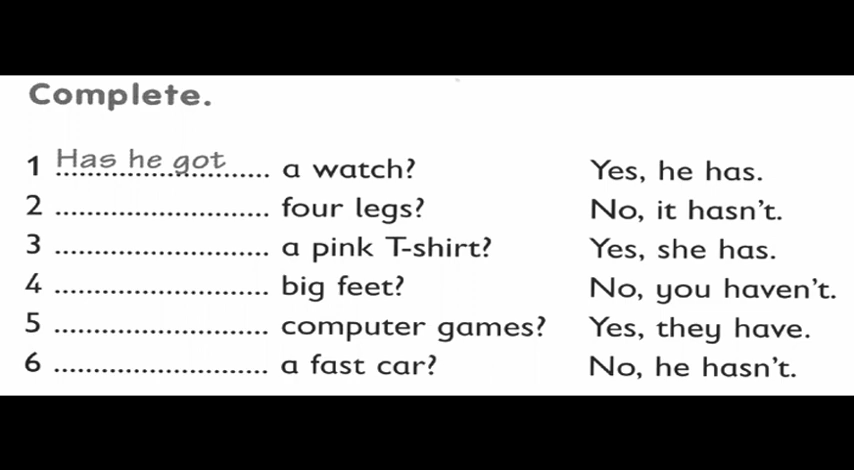 Complete.
1 Has he got a watch? Yes, he has.
2 ........................... four legs? No, it hasn't.
3 ........................... a pink T-shirt? Yes, she has.
4 ........................... big feet? No, you haven't.
5 ........................... computer games? Yes, they have.
6 ........................... a fast car? No, he hasn't.